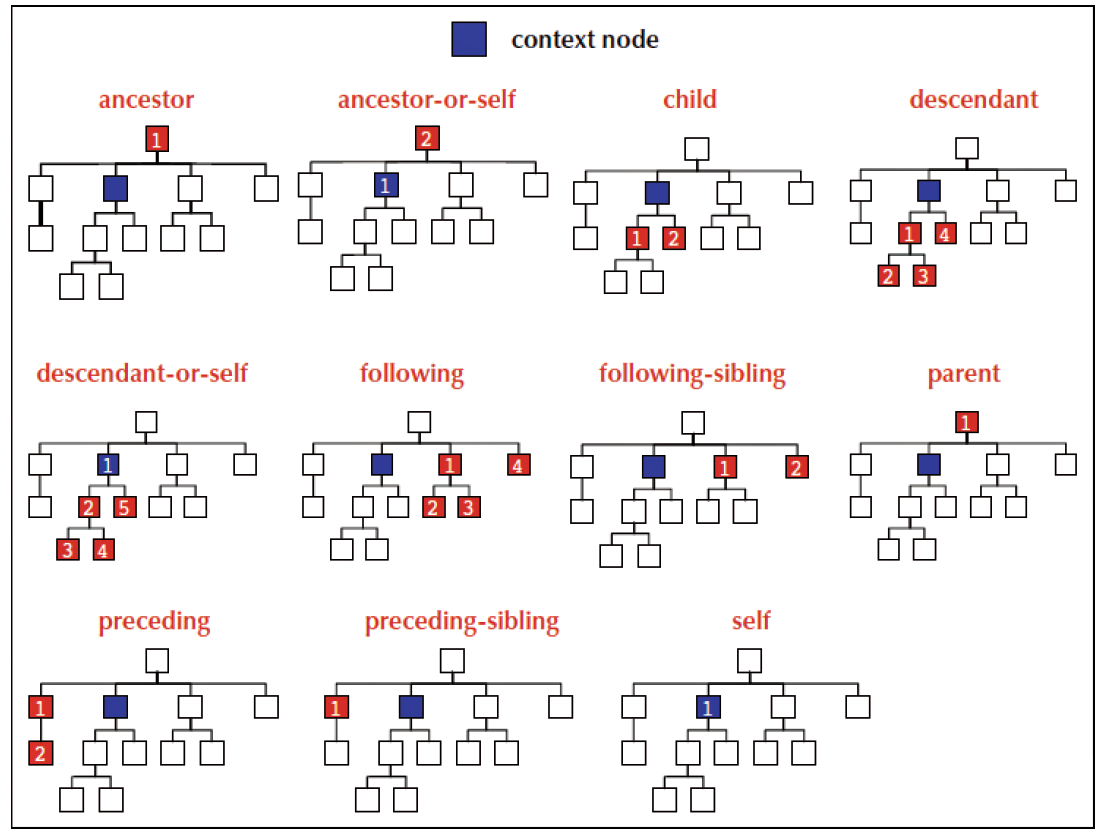 context node
ancestor
ancestor-or-self
child
descendant
1
2
1
1 2
1 4
2 3
descendant-or-self
following
following-sibling
parent
1
1
2 5
3 4
1 4
2 3
1 2
preceding
preceding-sibling
self
1
2
1
1